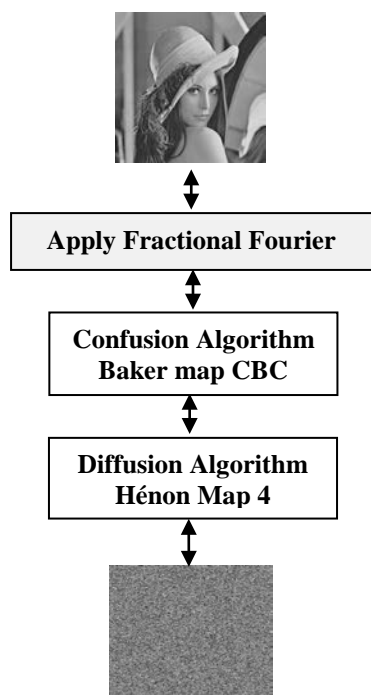 Apply Fractional Fourier
Confusion Algorithm
Baker map CBC
Diffusion Algorithm
Hénon Map 4